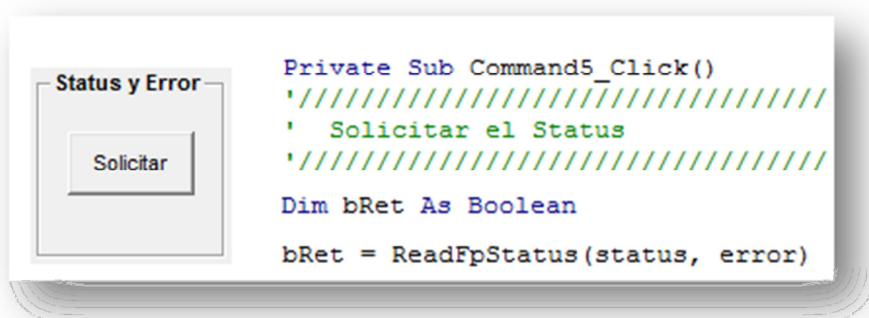 Status y Error
Solicitar
Private Sub Command5_Click()
'/////////////////////////////////
'  Solicitar el Status
'/////////////////////////////////
Dim bRet As Boolean
bRet = ReadFpStatus(status, error)